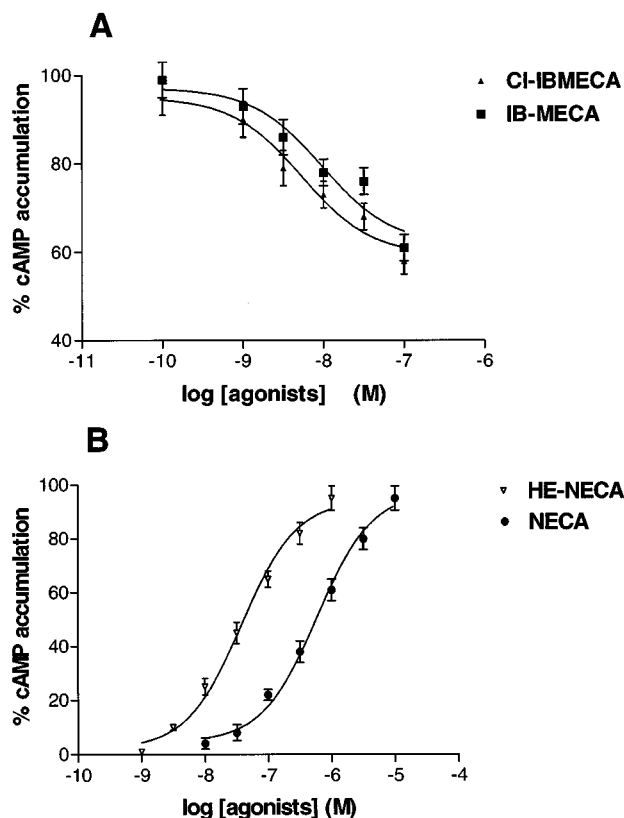 A
CI-IBMECA
IB-MECA
% cAMP accumulation
100
80
60
40
-11 -10 -9 -8 -7 -6
log [agonists] (M)
B
HE-NECA
NECA
% cAMP accumulation
100
80
60
40
20
0
-10 -9 -8 -7 -6 -5 -4
log [agonists] (M)